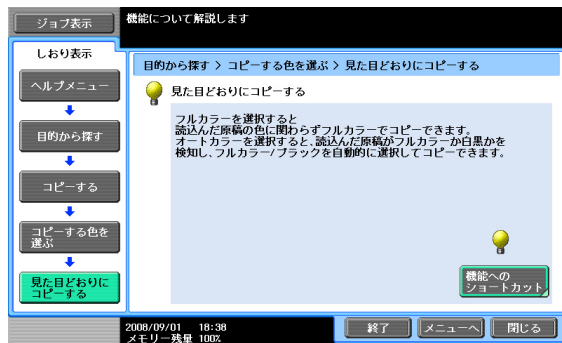 ジョブ表示
機能について解説します
しおり表示
ヘルプメニュー
目的から探す
コピーする
コピーする色を
選ぶ
見た目どおりに
コピーする
目的から探す > コピーする色を選ぶ > 見た目どおりにコピーする
見た目どおりにコピーする
フルカラーを選択すると
読込んだ原稿の色に関わらずフルカラーでコピーできます。
オートカラーを選択すると、読込んだ原稿がフルカラーか白黒かを
検知し、フルカラー/ブラックを自動的に選択してコピーできます。
機能への
ショートカット
2008/09/01 18:38
メモリー残量 100%
終了
メニューへ
閉じる